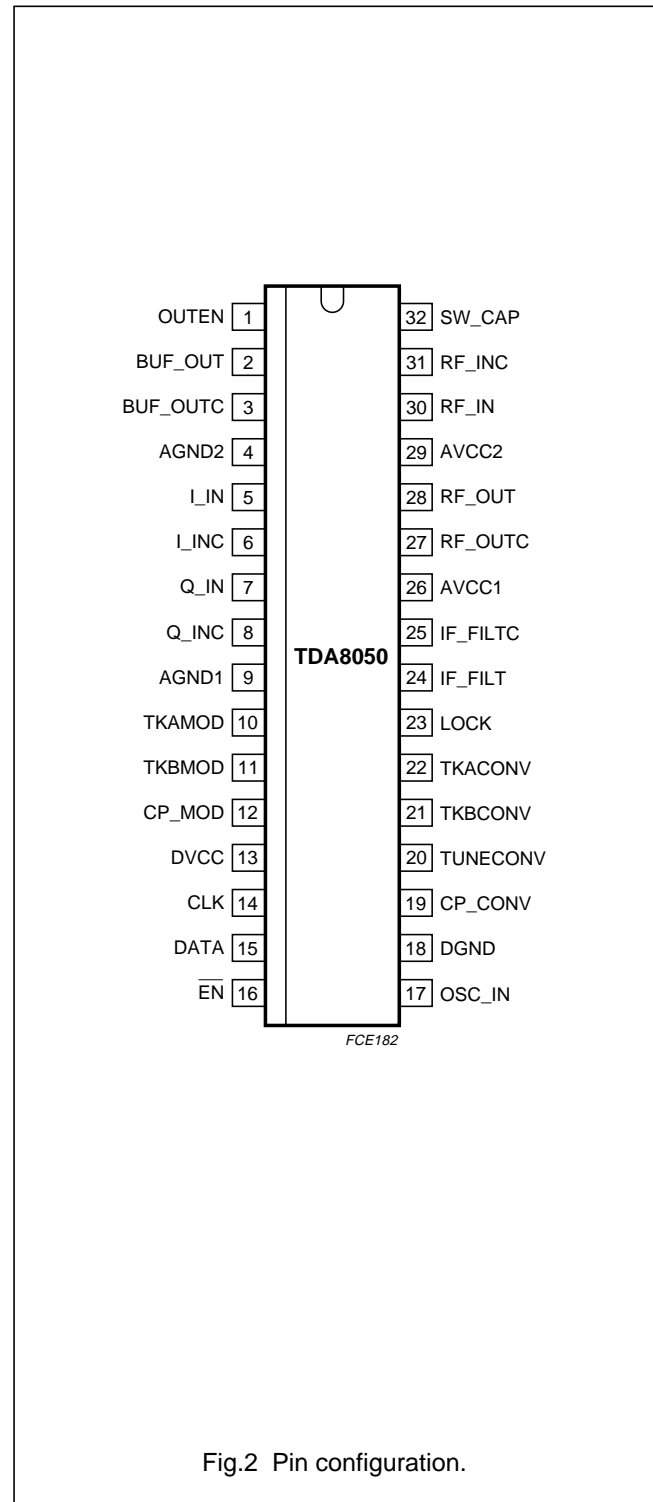 OUTEN 1 32 SW_CAP
BUF_OUT 2 31 RF_INC
BUF_OUTC 3 30 RF_IN
AGND2 4 29 AVCC2
I_IN 5 28 RF_OUT
I_INC 6 27 RF_OUTC
Q_IN 7 26 AVCC1
Q_INC 8 25 IF_FILTC
TDA8050
AGND1 9 24 IF_FILT
TKAMOD 10 23 LOCK
TKBMOD 11 22 TKACONV
CP_MOD 12 21 TKBCONV
DVCC 13 20 TUNECONV
CLK 14 19 CP_CONV
DATA 15 18 DGND
E̅N̅ 16 17 OSC_IN
FCE182
Fig.2 Pin configuration.